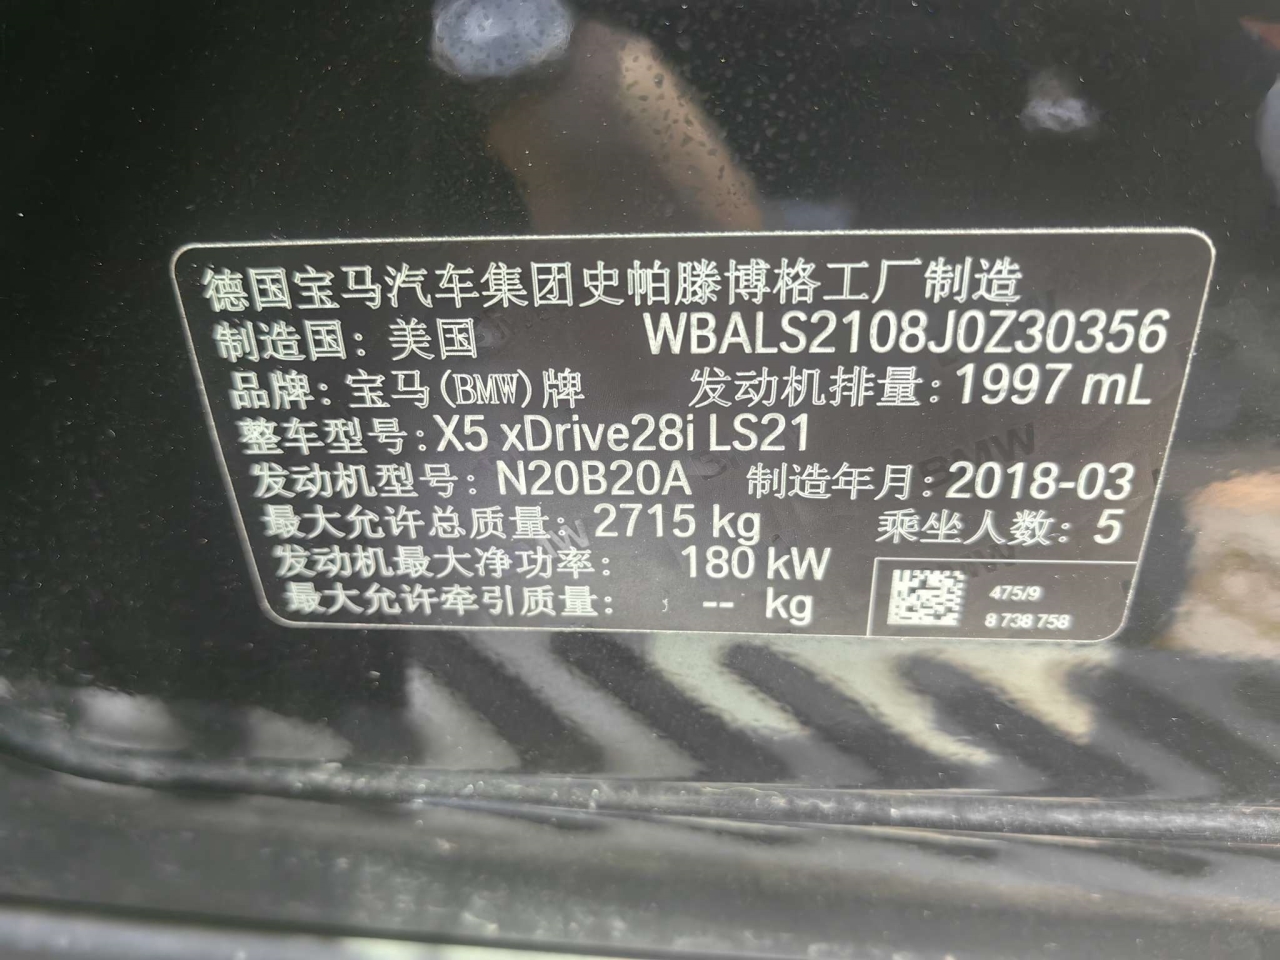 德国宝马汽车集团史帕滕博格工厂制造
制造国：美国 WBALS2108J0Z30356
品牌：宝马(BMW)牌 发动机排量：1997 mL
整车型号：X5 xDrive28i LS21
发动机型号：N20B20A 制造年月：2018-03
最大允许总质量：2715 kg 乘坐人数：5
发动机最大净功率： 180 kW
最大允许牵引质量： -- kg
475/9
8 738 758